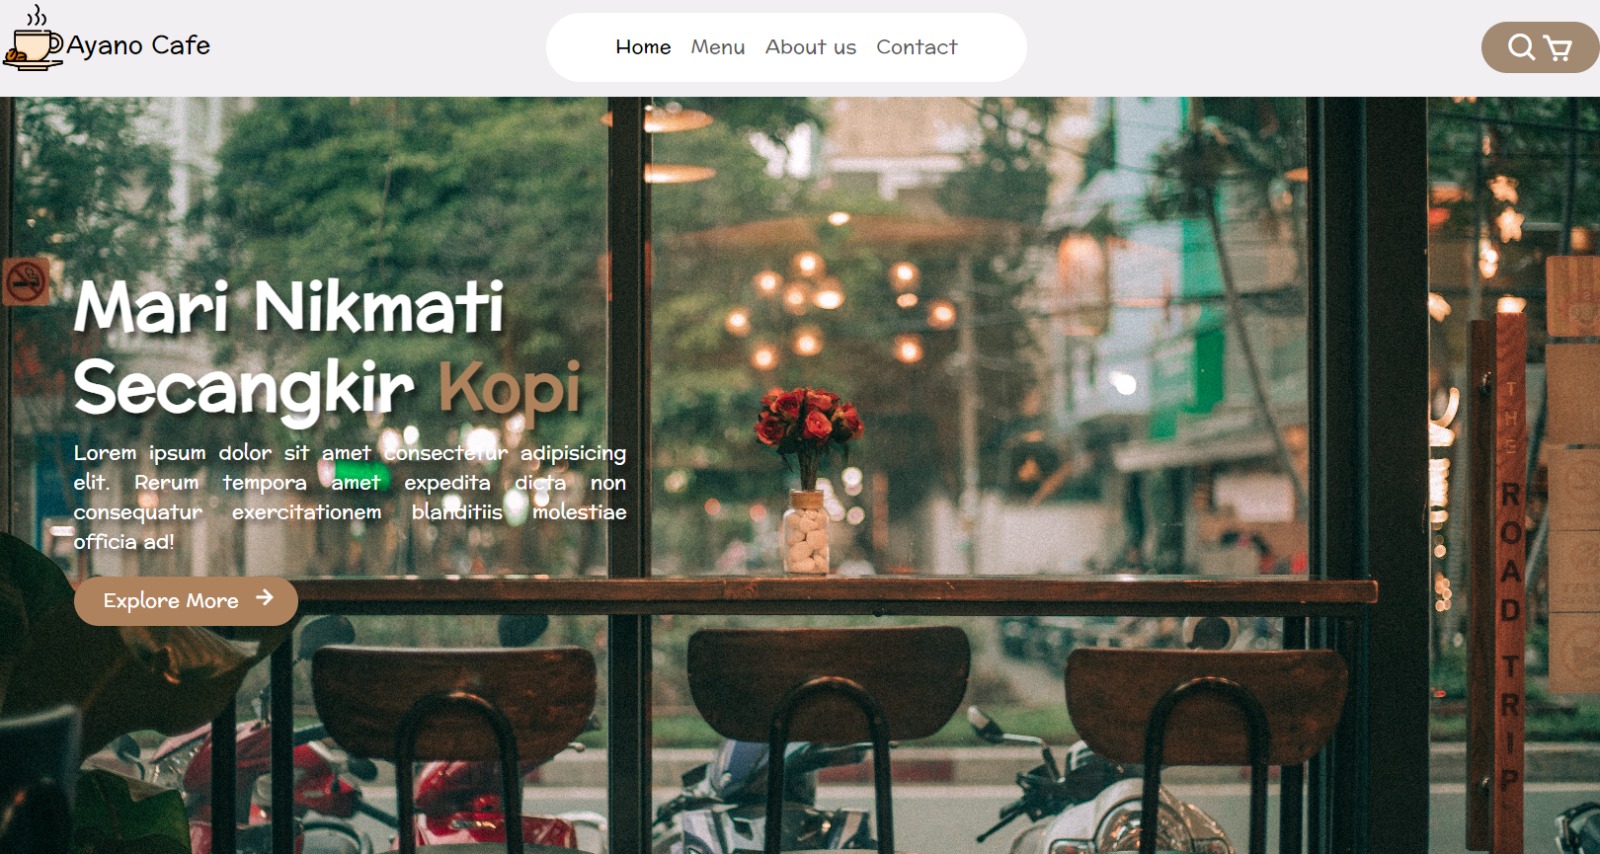 Ayano Cafe
Home Menu About us Contact
Mari Nikmati
Secangkir Kopi
Lorem ipsum dolor sit amet consectetur adipisicing
elit. Rerum tempora amet expedita dicta non
consequatur exercitationem blanditiis molestiae
officia ad!
Explore More
THE
ROAD TRIP